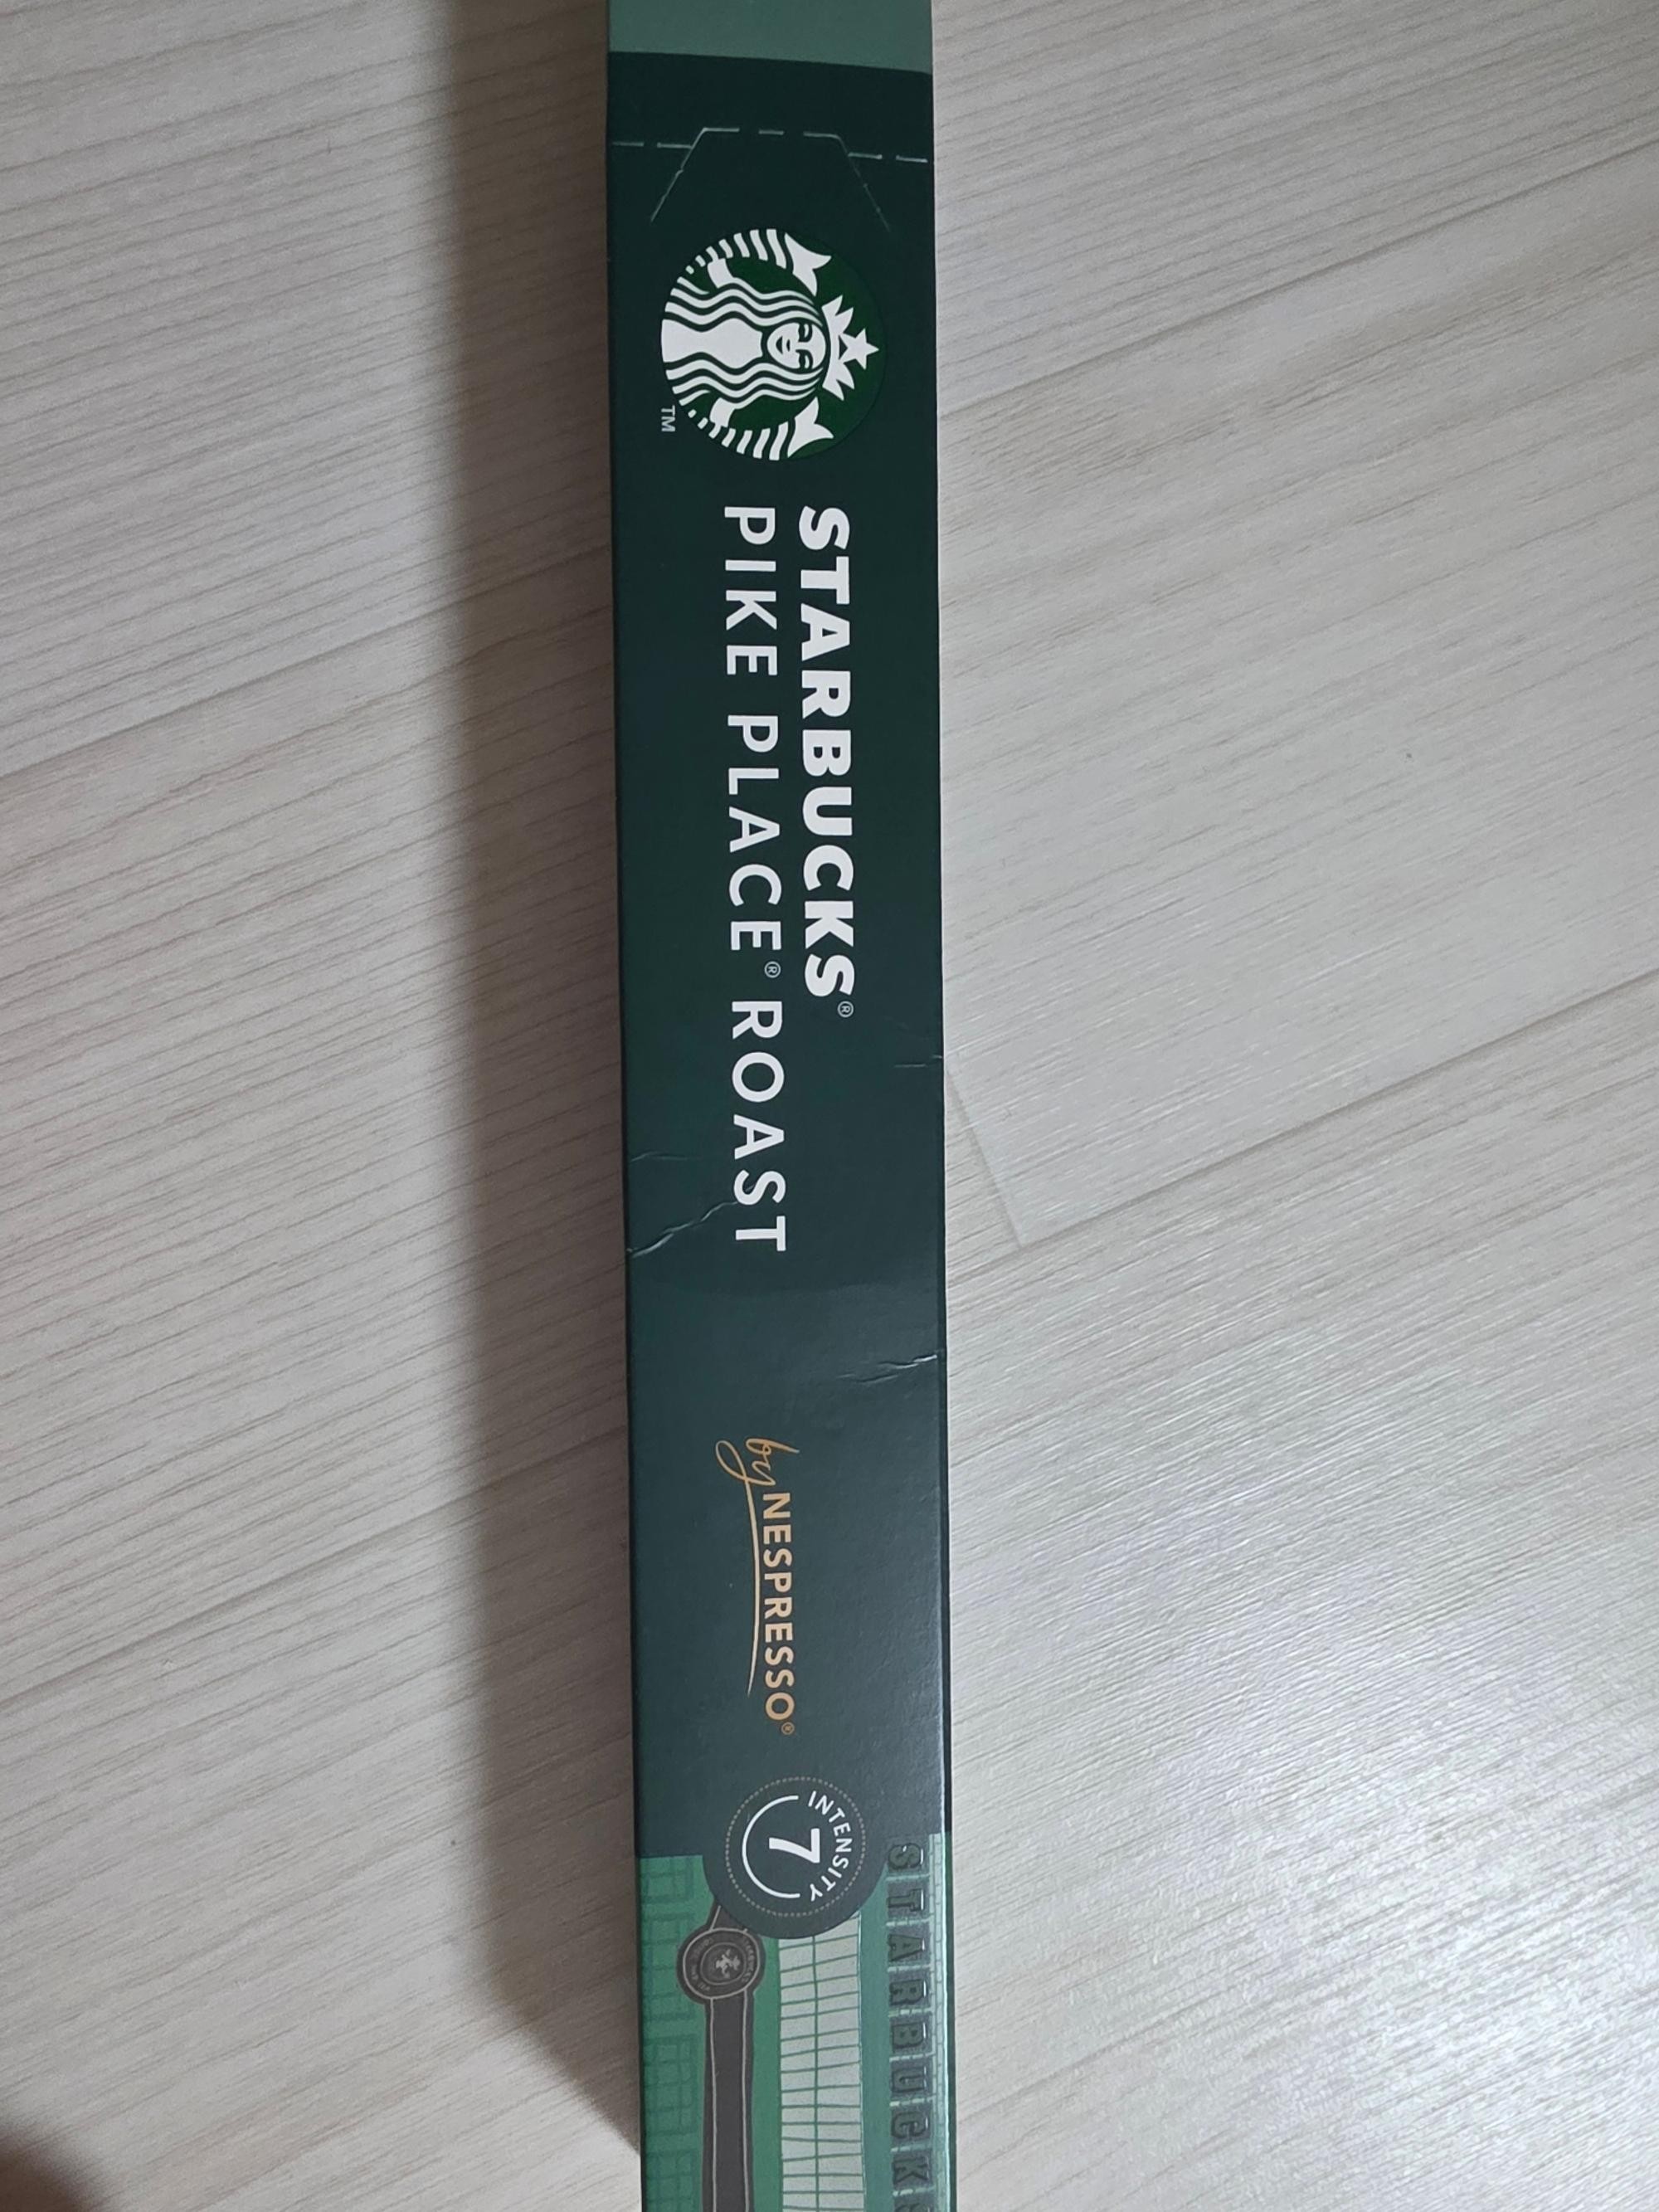 TM
STARBUCKS®
PIKE PLACE® ROAST
by NESPRESSO®
INTENSITY
7
STARBUCKS